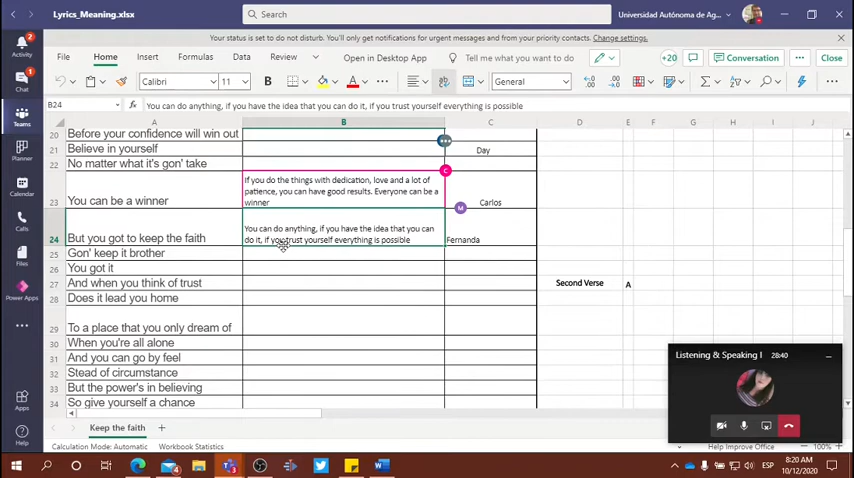 Lyrics_Meaning.xlsx
Search
Universidad Autónoma de Ag...
Your status is set to do not disturb. You'll only get notifications for urgent messages and from your priority contacts. Change settings.
File Home Insert Formulas Data Review View Help Open in Desktop App Tell me what you want to do +20 Conversation Close
Calibri 11 B A General
B24 fx You can do anything, if you have the idea that you can do it, if you trust yourself everything is possible
A B C D E F G H I J
20 Before your confidence will win out
21 Believe in yourself Day
22 No matter what it's gon' take
If you do the things with dedication, love and a lot of
patience, you can have good results. Everyone can be a
winner
23 You can be a winner Carlos
C
M
You can do anything, if you have the idea that you can
do it, if you trust yourself everything is possible
24 But you got to keep the faith Fernanda
25 Gon' keep it brother
26 You got it
27 And when you think of trust Second Verse A
28 Does it lead you home
29 To a place that you only dream of
30 When you're all alone
31 And you can go by feel
32 Stead of circumstance
33 But the power's in believing
34 So give yourself a chance
Keep the faith
Calculation Mode: Automatic Workbook Statistics
Help Improve Office 100%
Activity 2
Chat 1
Teams
Planner
Calendar
Calls
Files
Power Apps
Apps
Help
Listening & Speaking I 28:40
4
ESP
8:20 AM
10/12/2020